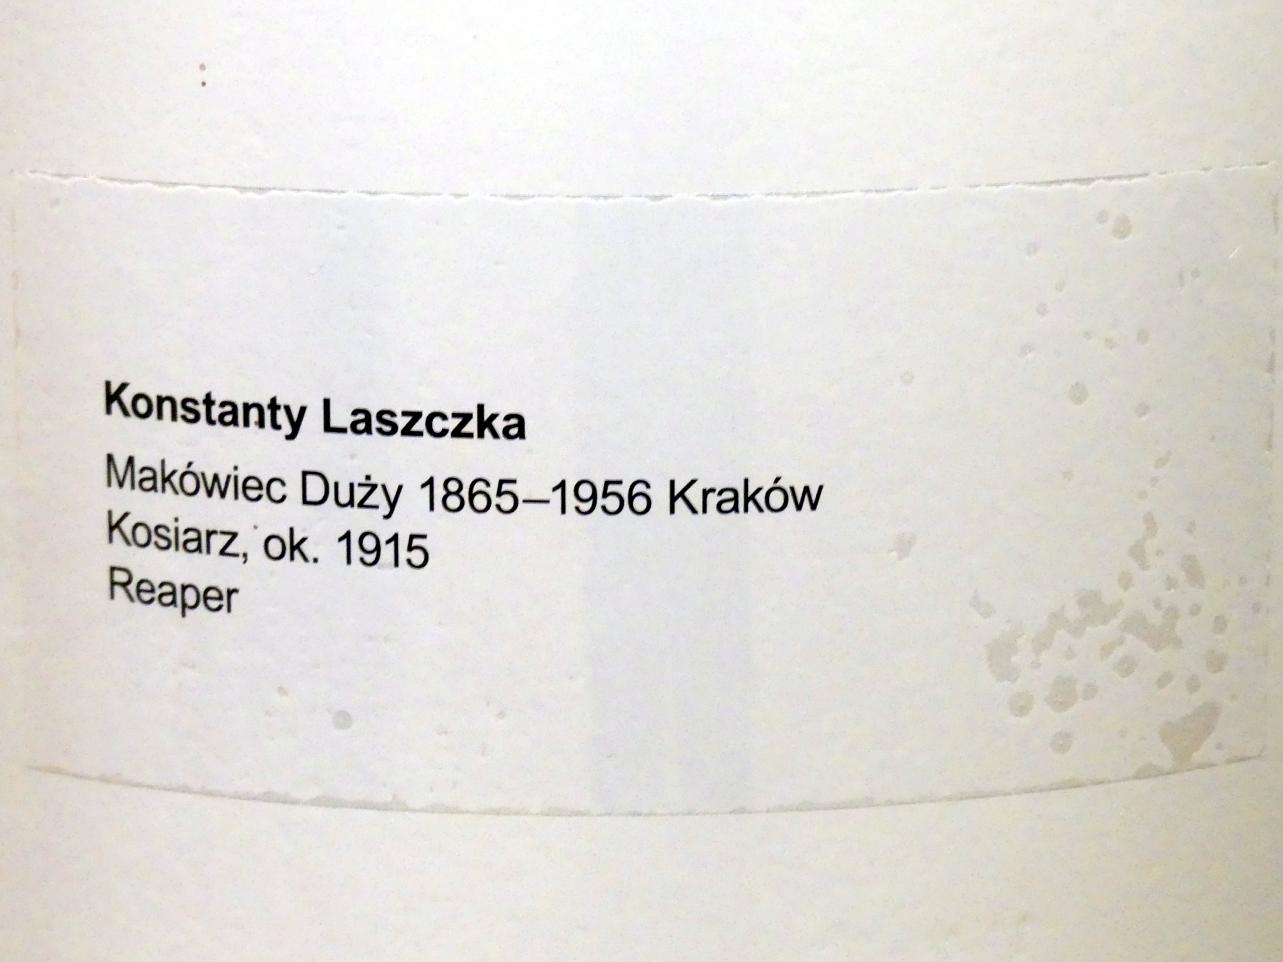 Konstanty Laszczka
Makówiec Duży 1865–1956 Kraków
Kosiarz, ok. 1915
Reaper